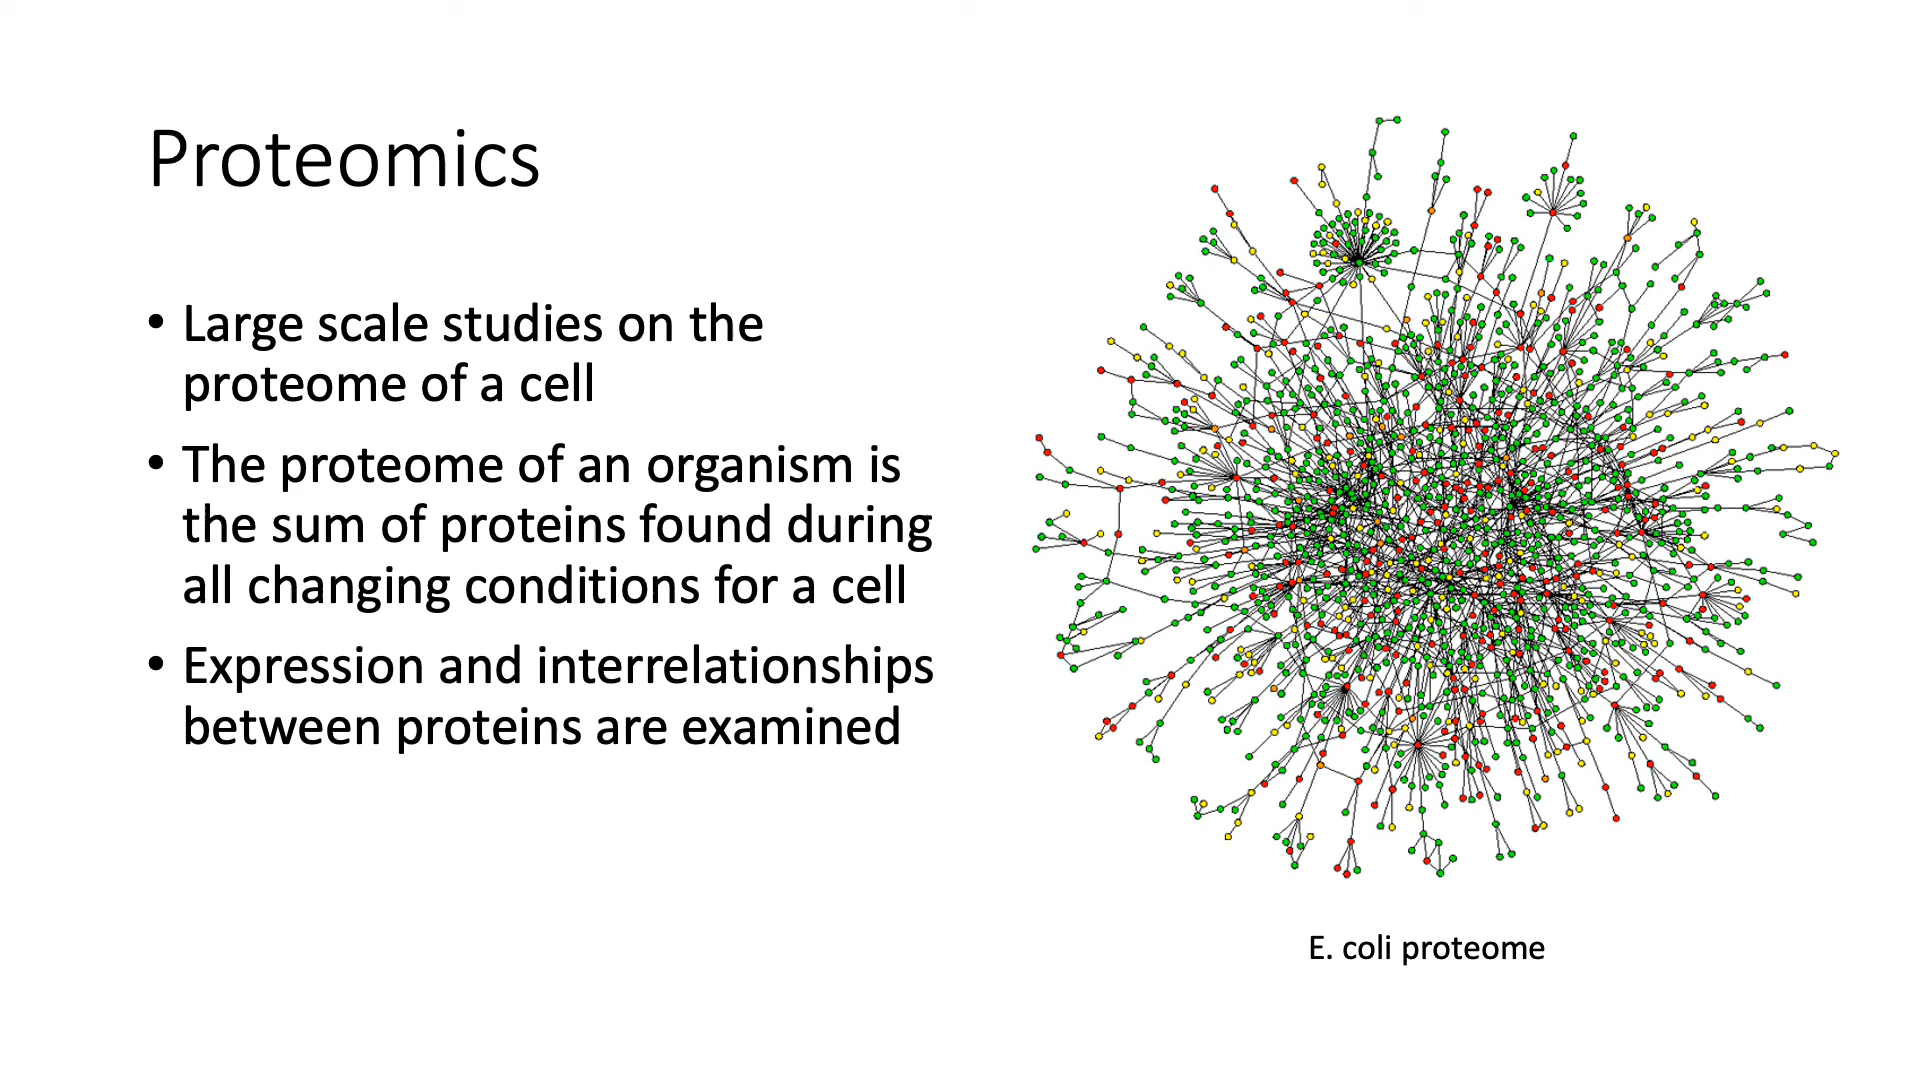 Proteomics
• Large scale studies on the
proteome of a cell
• The proteome of an organism is
the sum of proteins found during
all changing conditions for a cell
• Expression and interrelationships
between proteins are examined
E. coli proteome